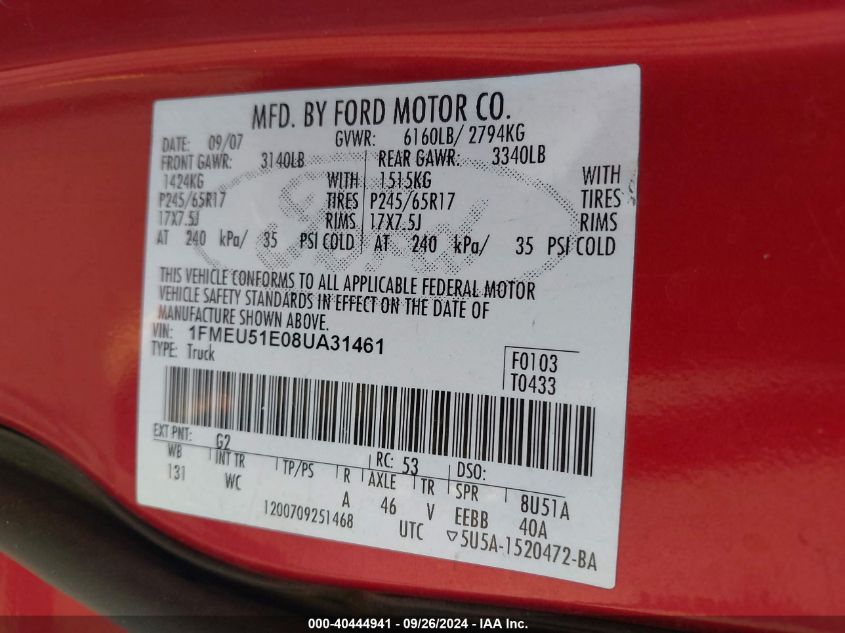 MFD. BY FORD MOTOR CO.
DATE: 09/07 GVWR: 6160LB/ 2794KG
FRONT GAWR: 3140LB REAR GAWR: 3340LB
1424KG WITH 1515KG WITH
P245/65R17 TIRES P245/65R17 TIRES
17X7.5J RIMS 17X7.5J RIMS
AT 240 kPa/ 35 PSI COLD AT 240 kPa/ 35 PSI COLD
Ford
THIS VEHICLE CONFORMS TO ALL APPLICABLE FEDERAL MOTOR
VEHICLE SAFETY STANDARDS IN EFFECT ON THE DATE OF
MANUFACTURE SHOWN ABOVE.
VIN: 1FMEU51E08UA31461
TYPE: Truck
F0103
T0433
EXT PNT: G2 RC: 53 DSO:
WB INT TR TP/PS R AXLE TR SPR 8U51A
131 WC A 46 V EEBB 40A
1200709251468 UTC ▽5U5A-1520472-BA
000-40444941 - 09/26/2024 - IAA Inc.